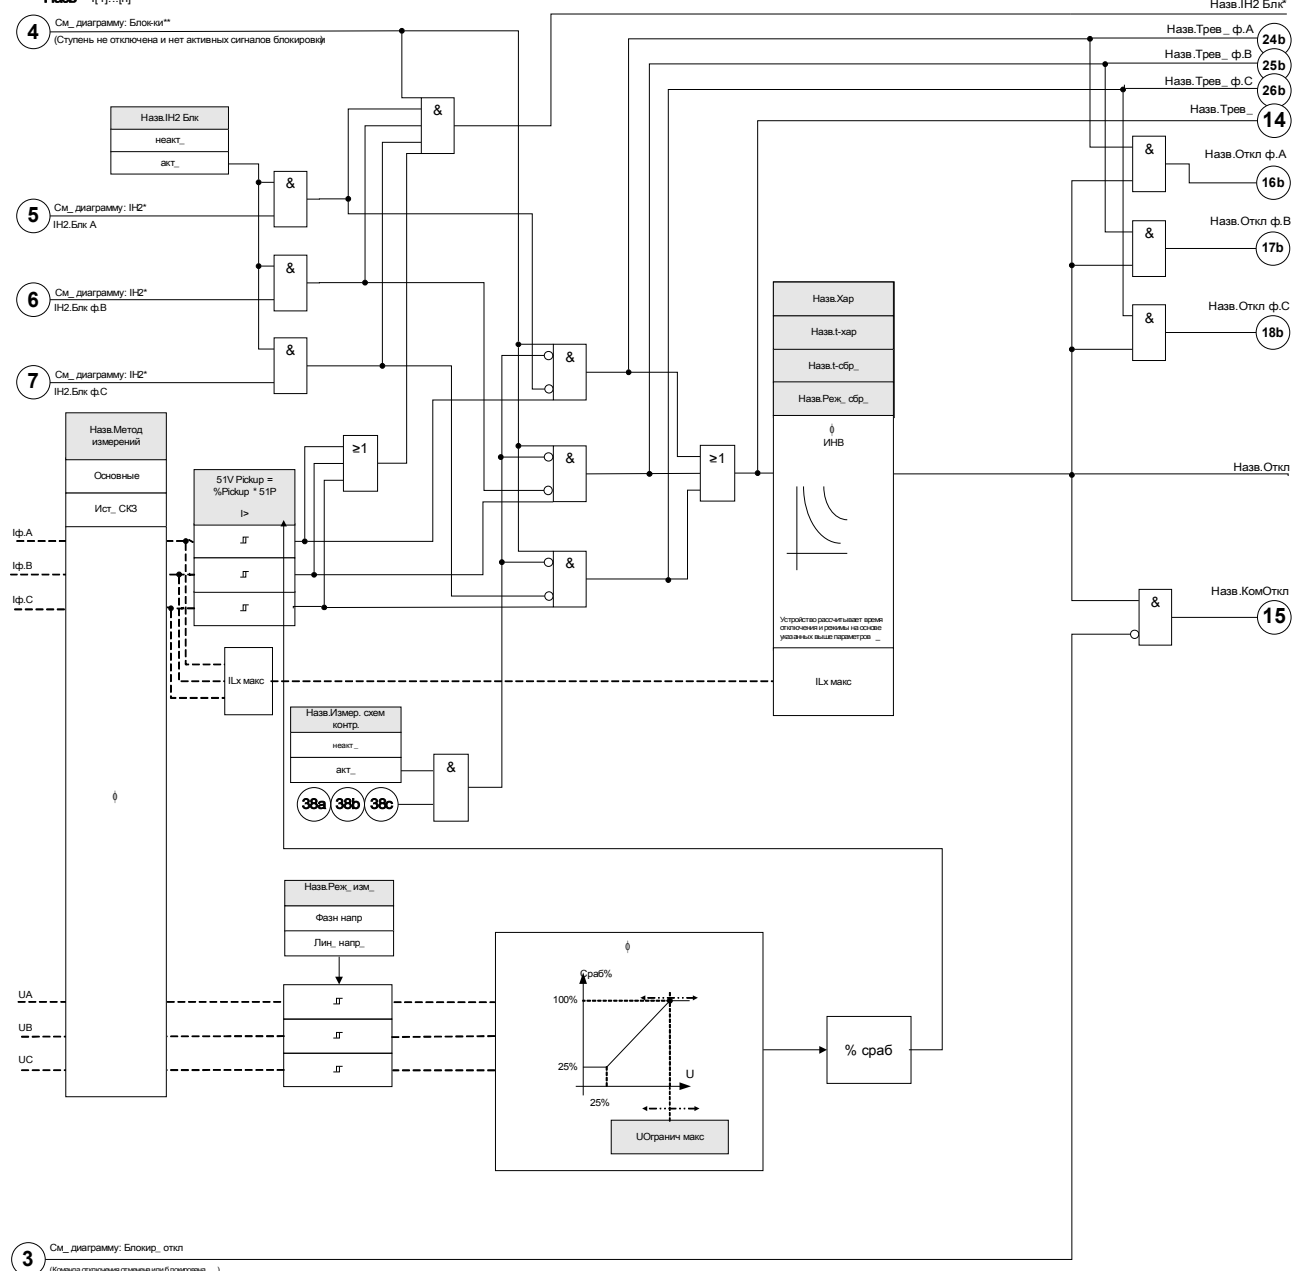 Назв = I[1]...[n]
Назв.IH2 Блк*
4
См_ диаграмму: Блок-ки**
(Ступень не отключена и нет активных сигналов блокировки)
Назв.Трев_ ф.A
24b
Назв.Трев_ ф.B
25b
Назв.Трев_ ф.C
26b
Назв.Трев_
14
&
Назв.IH2 Блк
неакт_
акт_
&
Назв.Откл ф.A
16b
&
5
См_ диаграмму: IH2*
IH2.Блк A
&
Назв.Откл ф.B
17b
&
6
См_ диаграмму: IH2*
IH2.Блк ф.B
&
Назв.Откл ф.C
18b
&
7
См_ диаграмму: IH2*
IH2.Блк ф.C
&
&
&
Назв.Хар
Назв.t-хар
Назв.t-сбр_
Назв.Реж_ сбр_
ϕ
ИНВ
Устройство рассчитывает время
отключения и режимы на основе
указанных выше параметров _
ILx макс
≥1
≥1
Назв.Откл
Назв.Метод
измерений
Основные
Ист_ СКЗ
ϕ
51V Pickup =
%Pickup * 51P
I>
Iф.A
Iф.B
Iф.C
&
Назв.КомОткл
15
ILx макс
Назв.Измер. схем
контр.
неакт_
акт_
&
38a
38b
38c
Назв.Реж_ изм_
Фазн напр
Лин_ напр_
UA
UB
UC
ϕ
Сраб%
100%
25%
U
25%
UОгранич макс
% сраб
3
См_ диаграмму: Блокир_ откл